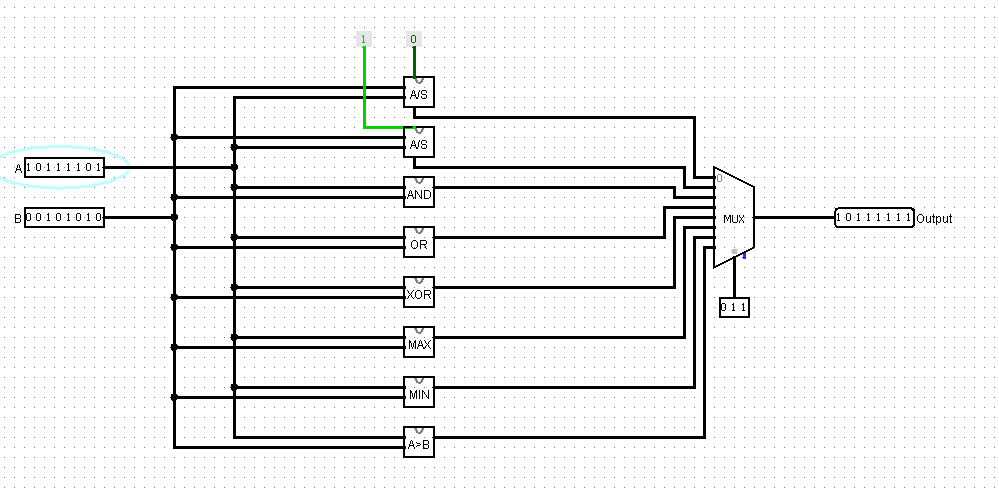 1 0
A/S
A/S
A 1 0 1 1 1 1 0 1
0
AND
B 0 0 1 0 1 0 1 0
MUX
1 0 1 1 1 1 1 1 Output
OR
XOR
0 1 1
MAX
MIN
A>B